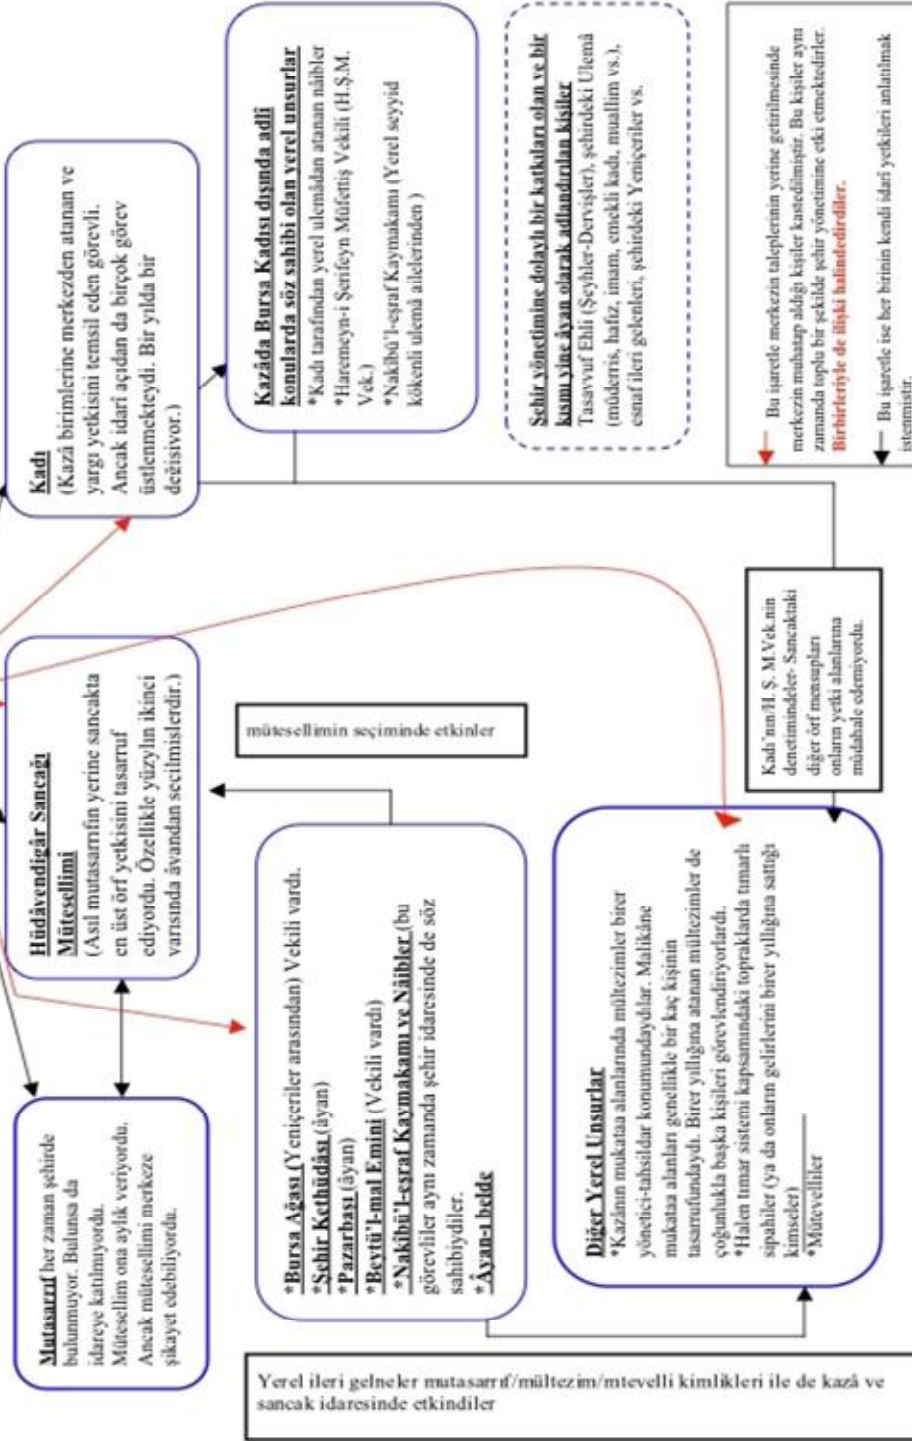 Mutasarrıf her zaman şehirde
bulunmuyor. Bulunsa da
idareye katılmıyordu.
Mütesellim ona aylık veriyordu.
Ancak mütesellimi merkeze
şikayet edebiliyordu.
Hüdâvendigâr Sancağı
Mütesellimi
(Asıl mutasarrıfın yerine sancakta
en üst örf yetkisini tasarruf
ediyordu. Özellikle yüzyılın ikinci
yarısında âyandan seçilmişlerdir.)
Kadı
(Kazâ birimlerine merkezden atanan ve
yargı yetkisini temsil eden görevli.
Ancak idarî açıdan da birçok görev
üstlenmekteydi. Bir yılda bir
değişiyor.)
*Bursa Ağası (Yeniçeriler arasından) Vekili vardı.
*Şehir Kethüdâsı (âyan)
*Pazarbaşı (âyan)
*Beytü'l-mal Emini (Vekili vardı)
*Nakîbü'l-eşraf Kaymakamı ve Nâibler (bu
görevliler aynı zamanda şehir idaresinde de söz
sahibiydiler.
*Âyan-ı belde
mütesellimin seçiminde etkinler
Kazâda Bursa Kadısı dışında adlî
konularda söz sahibi olan yerel unsurlar
*Kadı tarafından yerel ulemâdan atanan nâibler
*Haremeyn-i Şerifeyn Müfettiş Vekili (H.Ş.M.
Vek.)
*Nakîbü'l-eşraf Kaymakamı (Yerel seyyid
kökenli ulemâ ailelerinden )
Şehir yönetimine dolaylı bir katkıları olan ve bir
kısmı yine âyan olarak adlandırılan kişiler
Tasavvuf Ehli (Şeyhler-Dervişler), şehirdeki Ulemâ
(müderris, hafız, imam, emekli kadı, muallim vs.),
esnaf ileri gelenleri, şehirdeki Yeniçeriler vs.
Diğer Yerel Unsurlar
*Kazânın mukataa alanlarında mültezimler birer
yönetici-tahsildar konumundaydılar. Malikâne
mukataa alanları genellikle bir kaç kişinin
tasarrufundaydı. Birer yıllığına atanan mültezimler de
çoğunlukla başka kişileri görevlendiriyorlardı.
*Halen tımar sistemi kapsamındaki topraklarda tımarlı
sipahiler (ya da onların gelirlerini birer yıllığına sattığı
kimseler)
*Mütevelliler
Kadı'nın/H. Ş. M.Vek.nin
denetimindeler- Sancaktaki
diğer örf mensupları
onların yetki alanlarına
müdahale edemiyordu.
Bu işaretle merkezin taleplerinin yerine getirilmesinde
merkezin muhatap aldığı kişiler kastedilmiştir. Bu kişiler aynı
zamanda toplu bir şekilde şehir yönetimine etki etmektedirler.
Birbirleriyle de ilişki halindedirdiler.
Bu işaretle ise her birinin kendi idarî yetkileri anlatılmak
istenmiştir.
Yerel ileri gelneler mutasarrıf/mültezim/mtevelli kimlikleri ile de kazâ ve
sancak idaresinde etkindiler